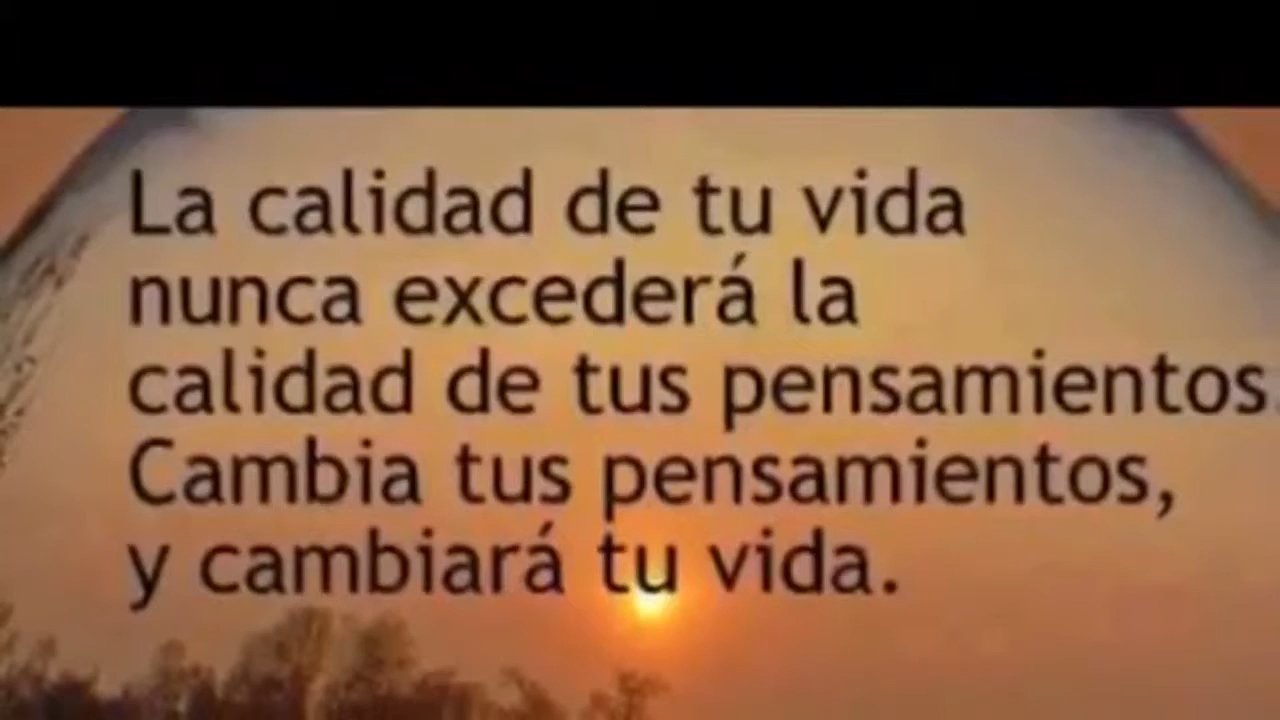 La calidad de tu vida
nunca excederá la
calidad de tus pensamientos.
Cambia tus pensamientos,
y cambiará tu vida.